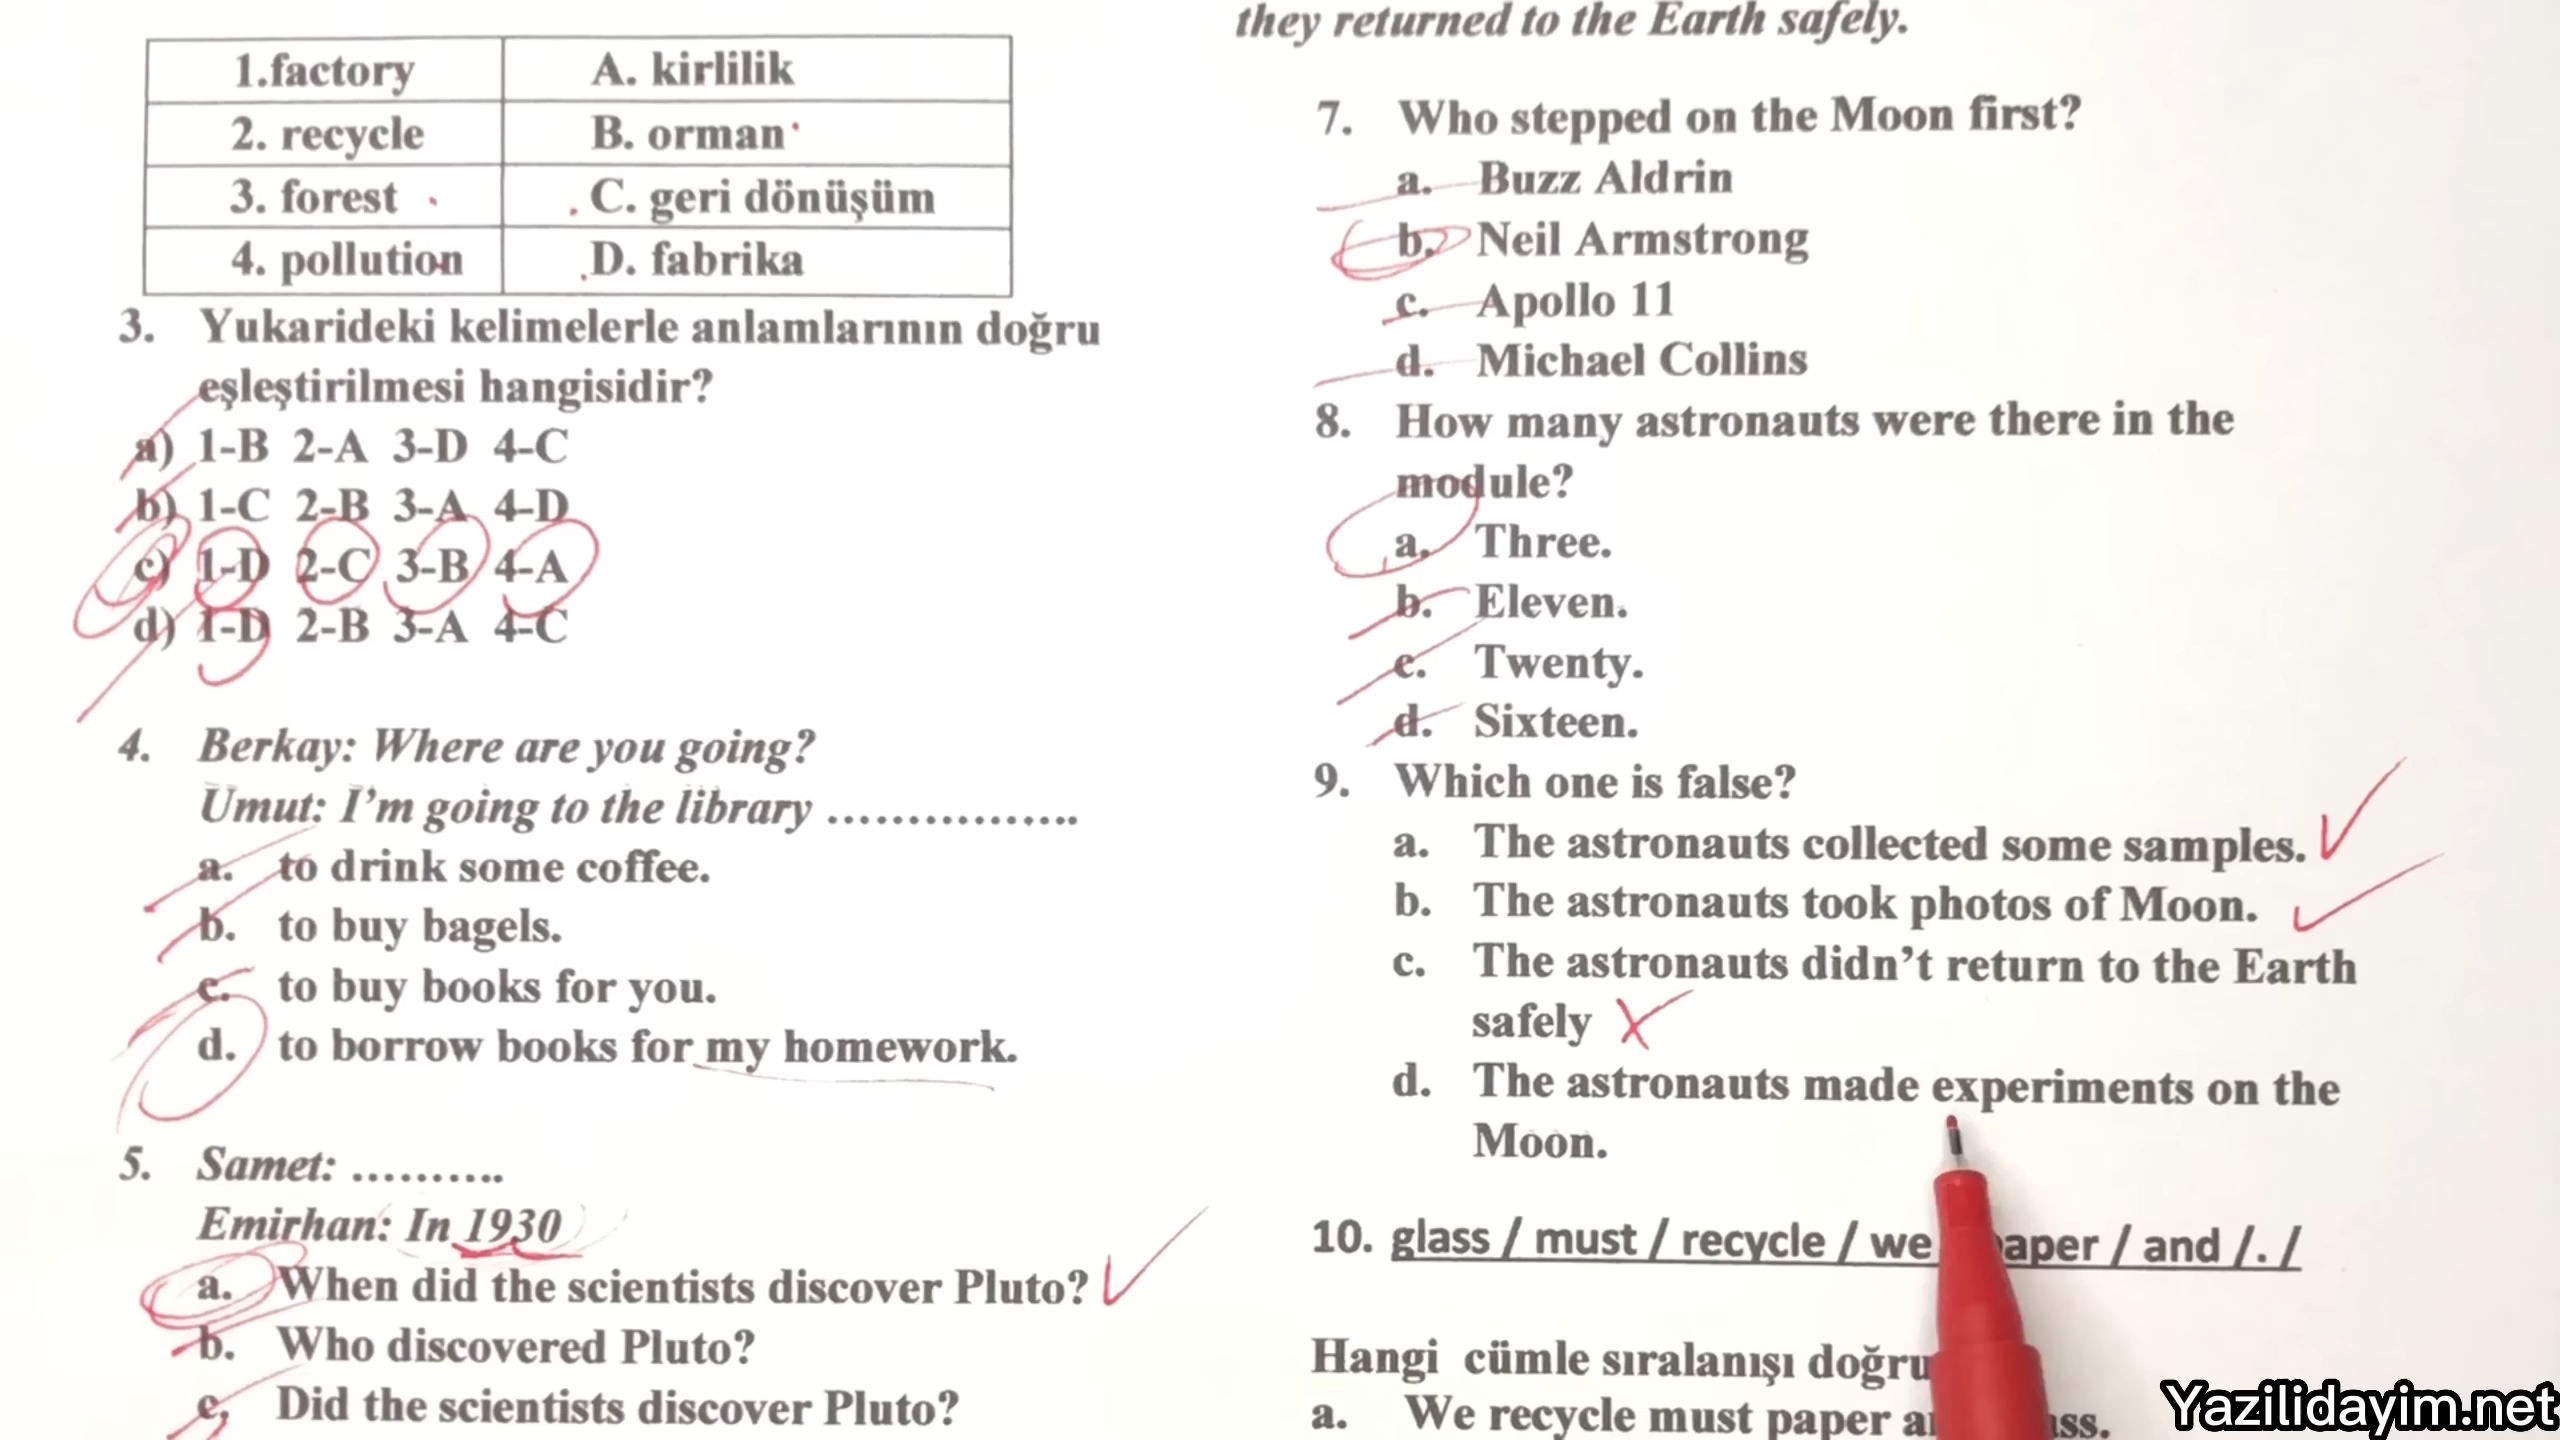 1.factory A. kirlilik
2. recycle B. orman
3. forest C. geri dönüşüm
4. pollution D. fabrika
3. Yukarideki kelimelerle anlamlarının doğru
eşleştirilmesi hangisidir?
a) 1-B 2-A 3-D 4-C
b) 1-C 2-B 3-A 4-D
c) 1-D 2-C 3-B 4-A
d) 1-D 2-B 3-A 4-C
4. Berkay: Where are you going?
Umut: I'm going to the library ................
a. to drink some coffee.
b. to buy bagels.
c. to buy books for you.
d. to borrow books for my homework.
5. Samet: ..........
Emirhan: In 1930
a. When did the scientists discover Pluto?
b. Who discovered Pluto?
c. Did the scientists discover Pluto?
they returned to the Earth safely.
7. Who stepped on the Moon first?
a. Buzz Aldrin
b. Neil Armstrong
c. Apollo 11
d. Michael Collins
8. How many astronauts were there in the
module?
a. Three.
b. Eleven.
c. Twenty.
d. Sixteen.
9. Which one is false?
a. The astronauts collected some samples.
b. The astronauts took photos of Moon.
c. The astronauts didn't return to the Earth
safely
d. The astronauts made experiments on the
Moon.
10. glass / must / recycle / we / paper / and /. /
Hangi cümle sıralanışı doğru
a. We recycle must paper
Yazilidayim.net